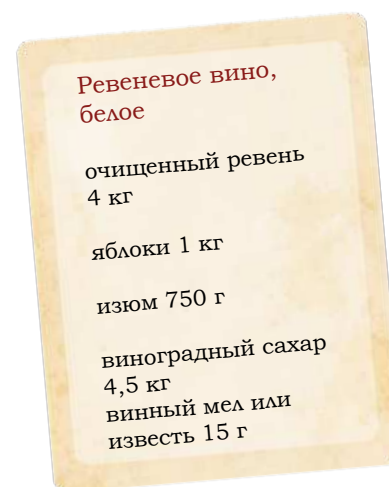 Ревеневое вино,
белое
очищенный ревень
4 кг
яблоки 1 кг
изюм 750 г
виноградный сахар
4,5 кг
винный мел или
известь 15 г